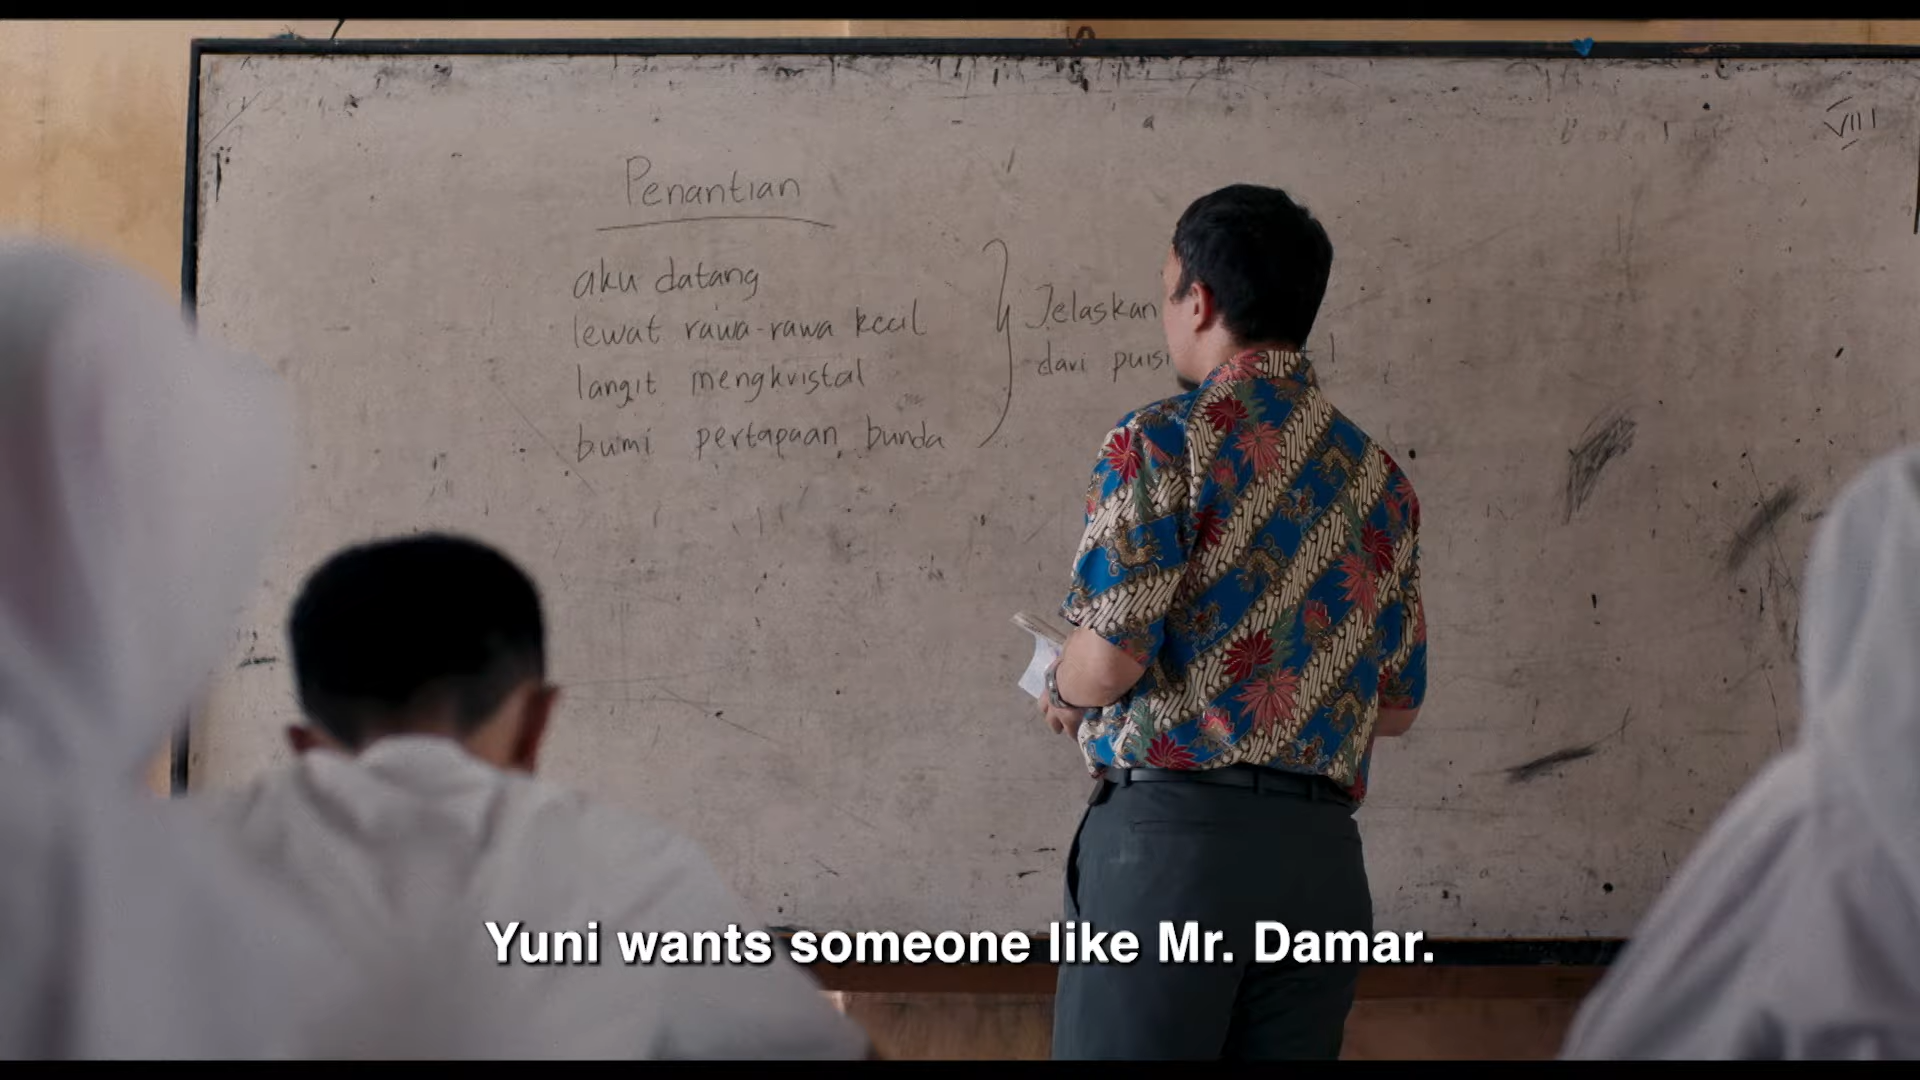 VIII
Penantian
aku datang
lewat rawa-rawa kecil
langit mengkristal
bumi pertapaan bunda
Jelaskan
dari puisi
Yuni wants someone like Mr. Damar.